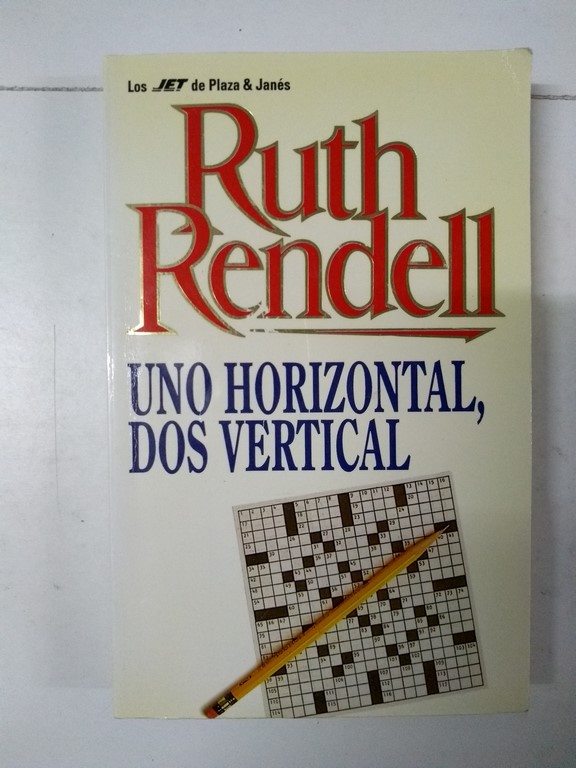 Los JET de Plaza & Janés
Ruth
Rendell
UNO HORIZONTAL,
DOS VERTICAL